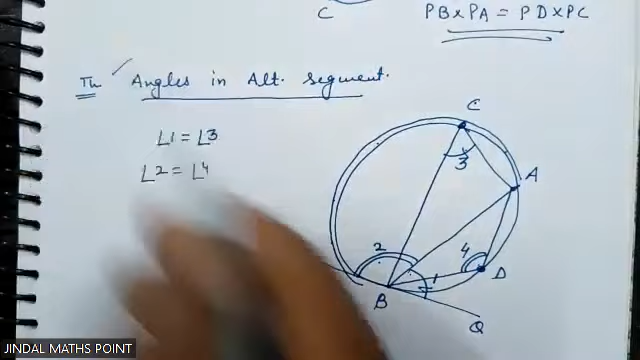 C
PB×PA = PD×PC
Th Angles in Alt. Segment.
∠1 = ∠3
∠2 = ∠4
C
3
A
2
4
D
1
B
Q
JINDAL MATHS POINT